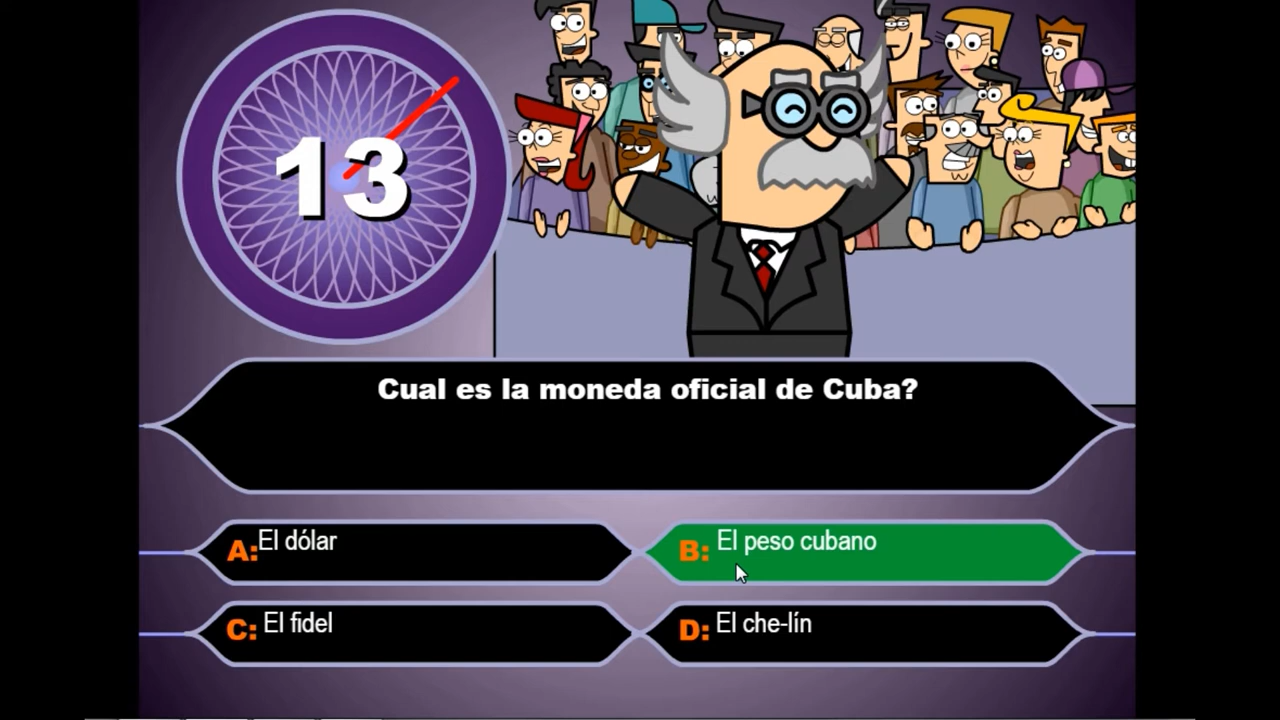 13
Cual es la moneda oficial de Cuba?
A: El dólar
B: El peso cubano
C: El fidel
D: El che-lín